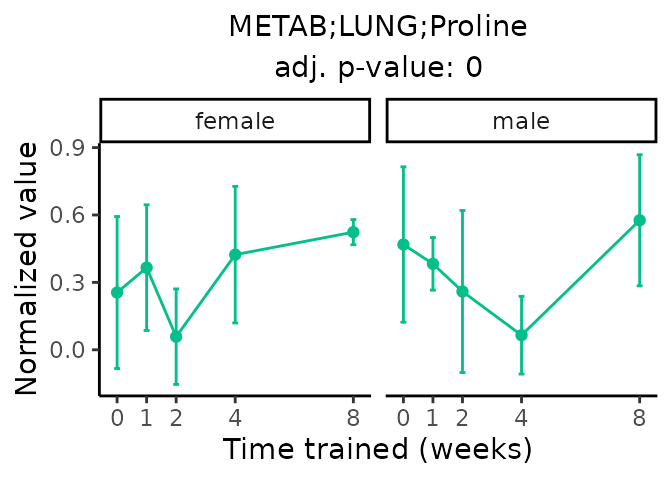 METAB;LUNG;Proline
adj. p-value: 0
female male
Normalized value
0.9
0.6
0.3
0.0
0 1 2 4 8 0 1 2 4 8
Time trained (weeks)